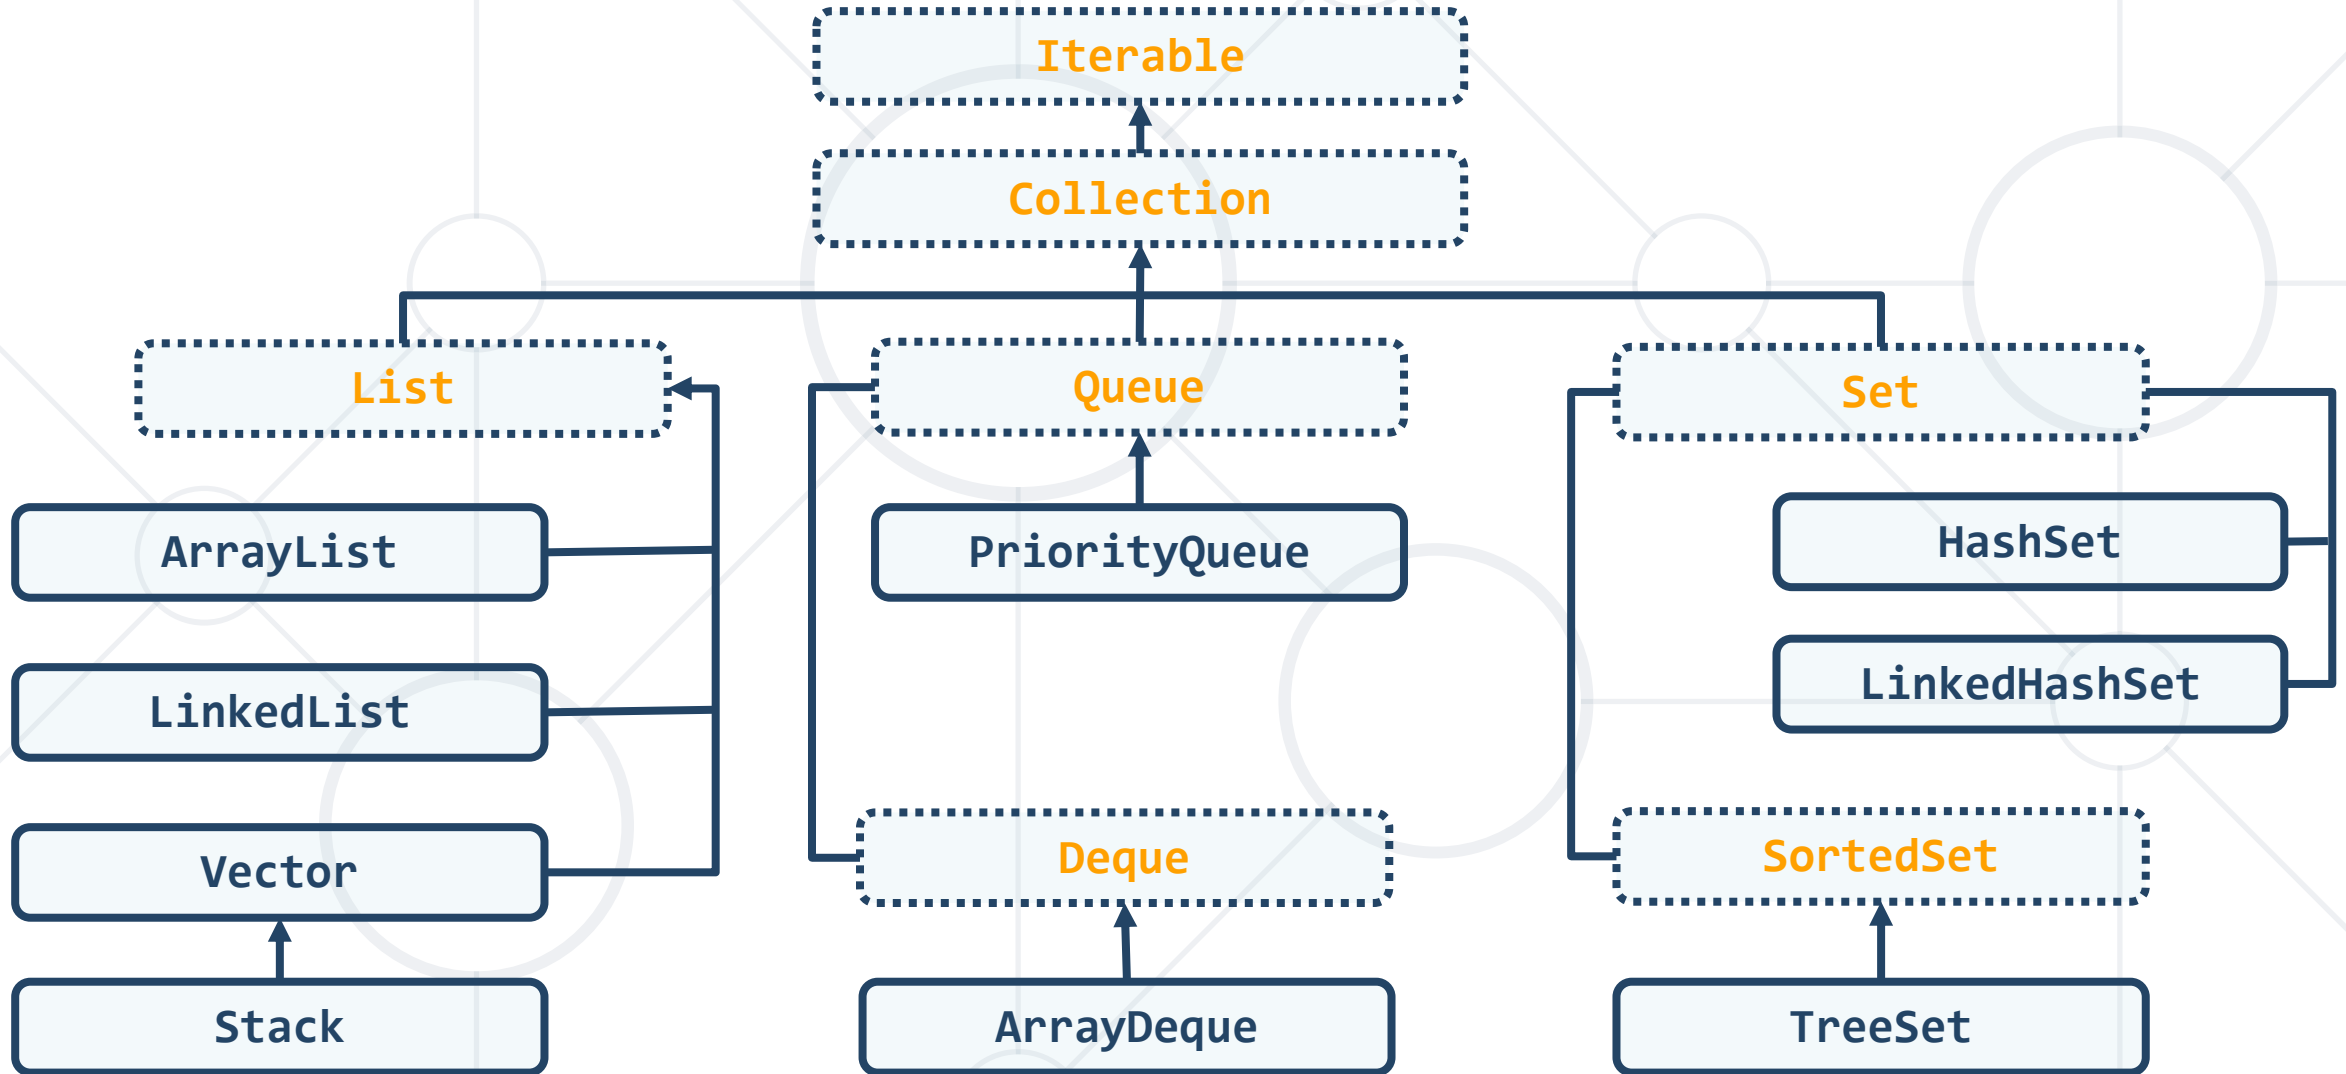 Iterable
Collection
List
Queue
Set
ArrayList
PriorityQueue
HashSet
LinkedList
LinkedHashSet
Vector
Deque
SortedSet
Stack
ArrayDeque
TreeSet